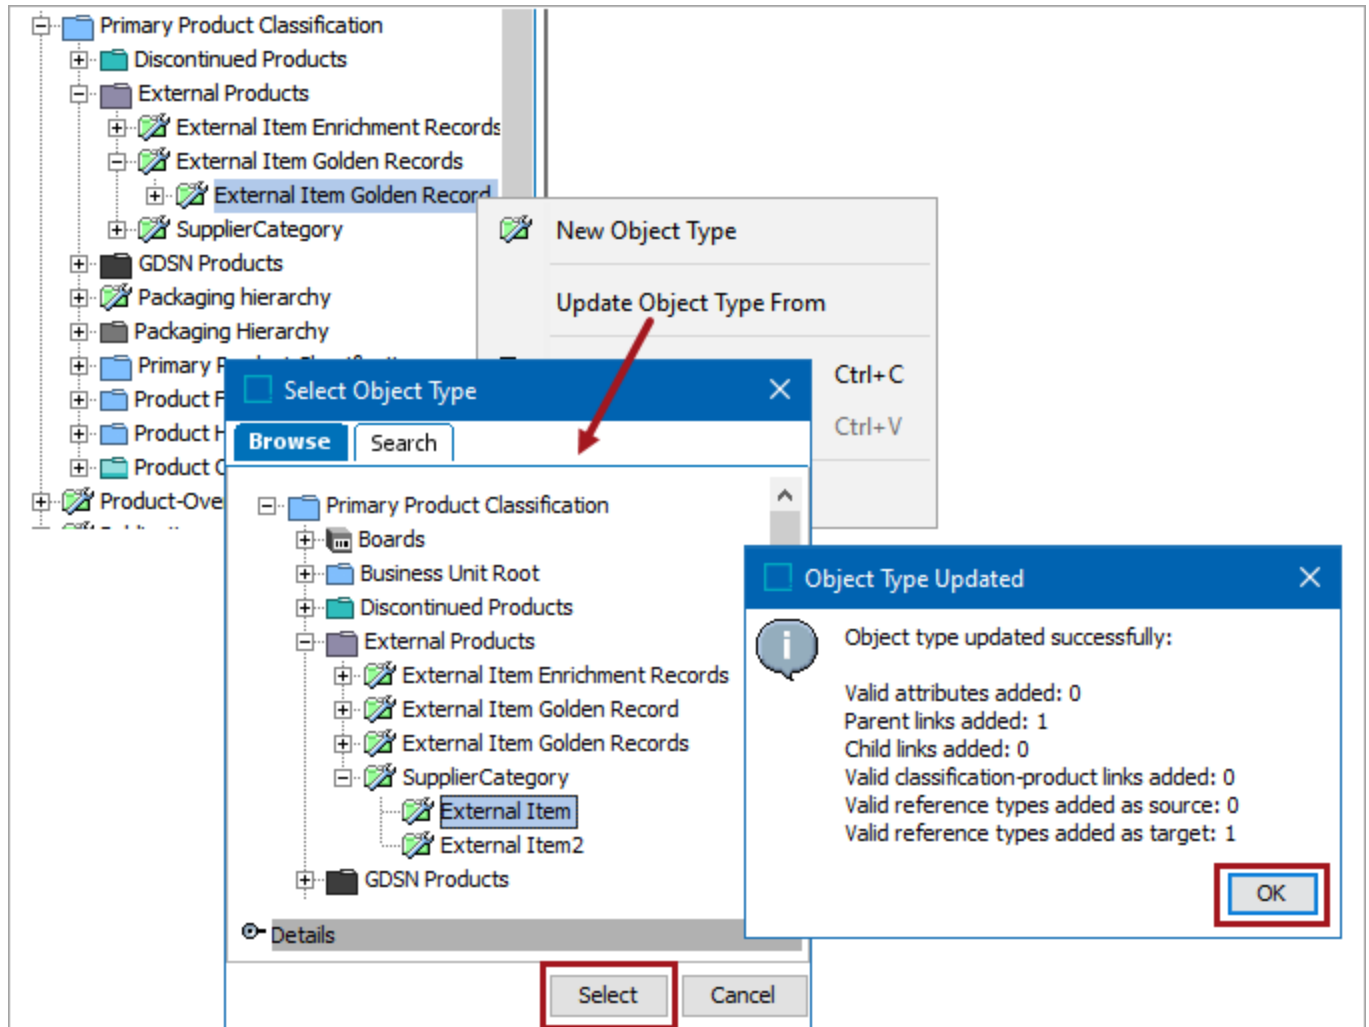 Primary Product Classification
Discontinued Products
External Products
External Item Enrichment Records
External Item Golden Records
External Item Golden Record
SupplierCategory
GDSN Products
Packaging hierarchy
Packaging Hierarchy
Primary
Product
Product
Product
Product-Ove
New Object Type
Update Object Type From
Ctrl+C
Ctrl+V
Select Object Type
Browse
Search
Primary Product Classification
Boards
Business Unit Root
Discontinued Products
External Products
External Item Enrichment Records
External Item Golden Record
External Item Golden Records
SupplierCategory
External Item
External Item2
GDSN Products
Details
Select
Cancel
Object Type Updated
Object type updated successfully:
Valid attributes added: 0
Parent links added: 1
Child links added: 0
Valid classification-product links added: 0
Valid reference types added as source: 0
Valid reference types added as target: 1
OK